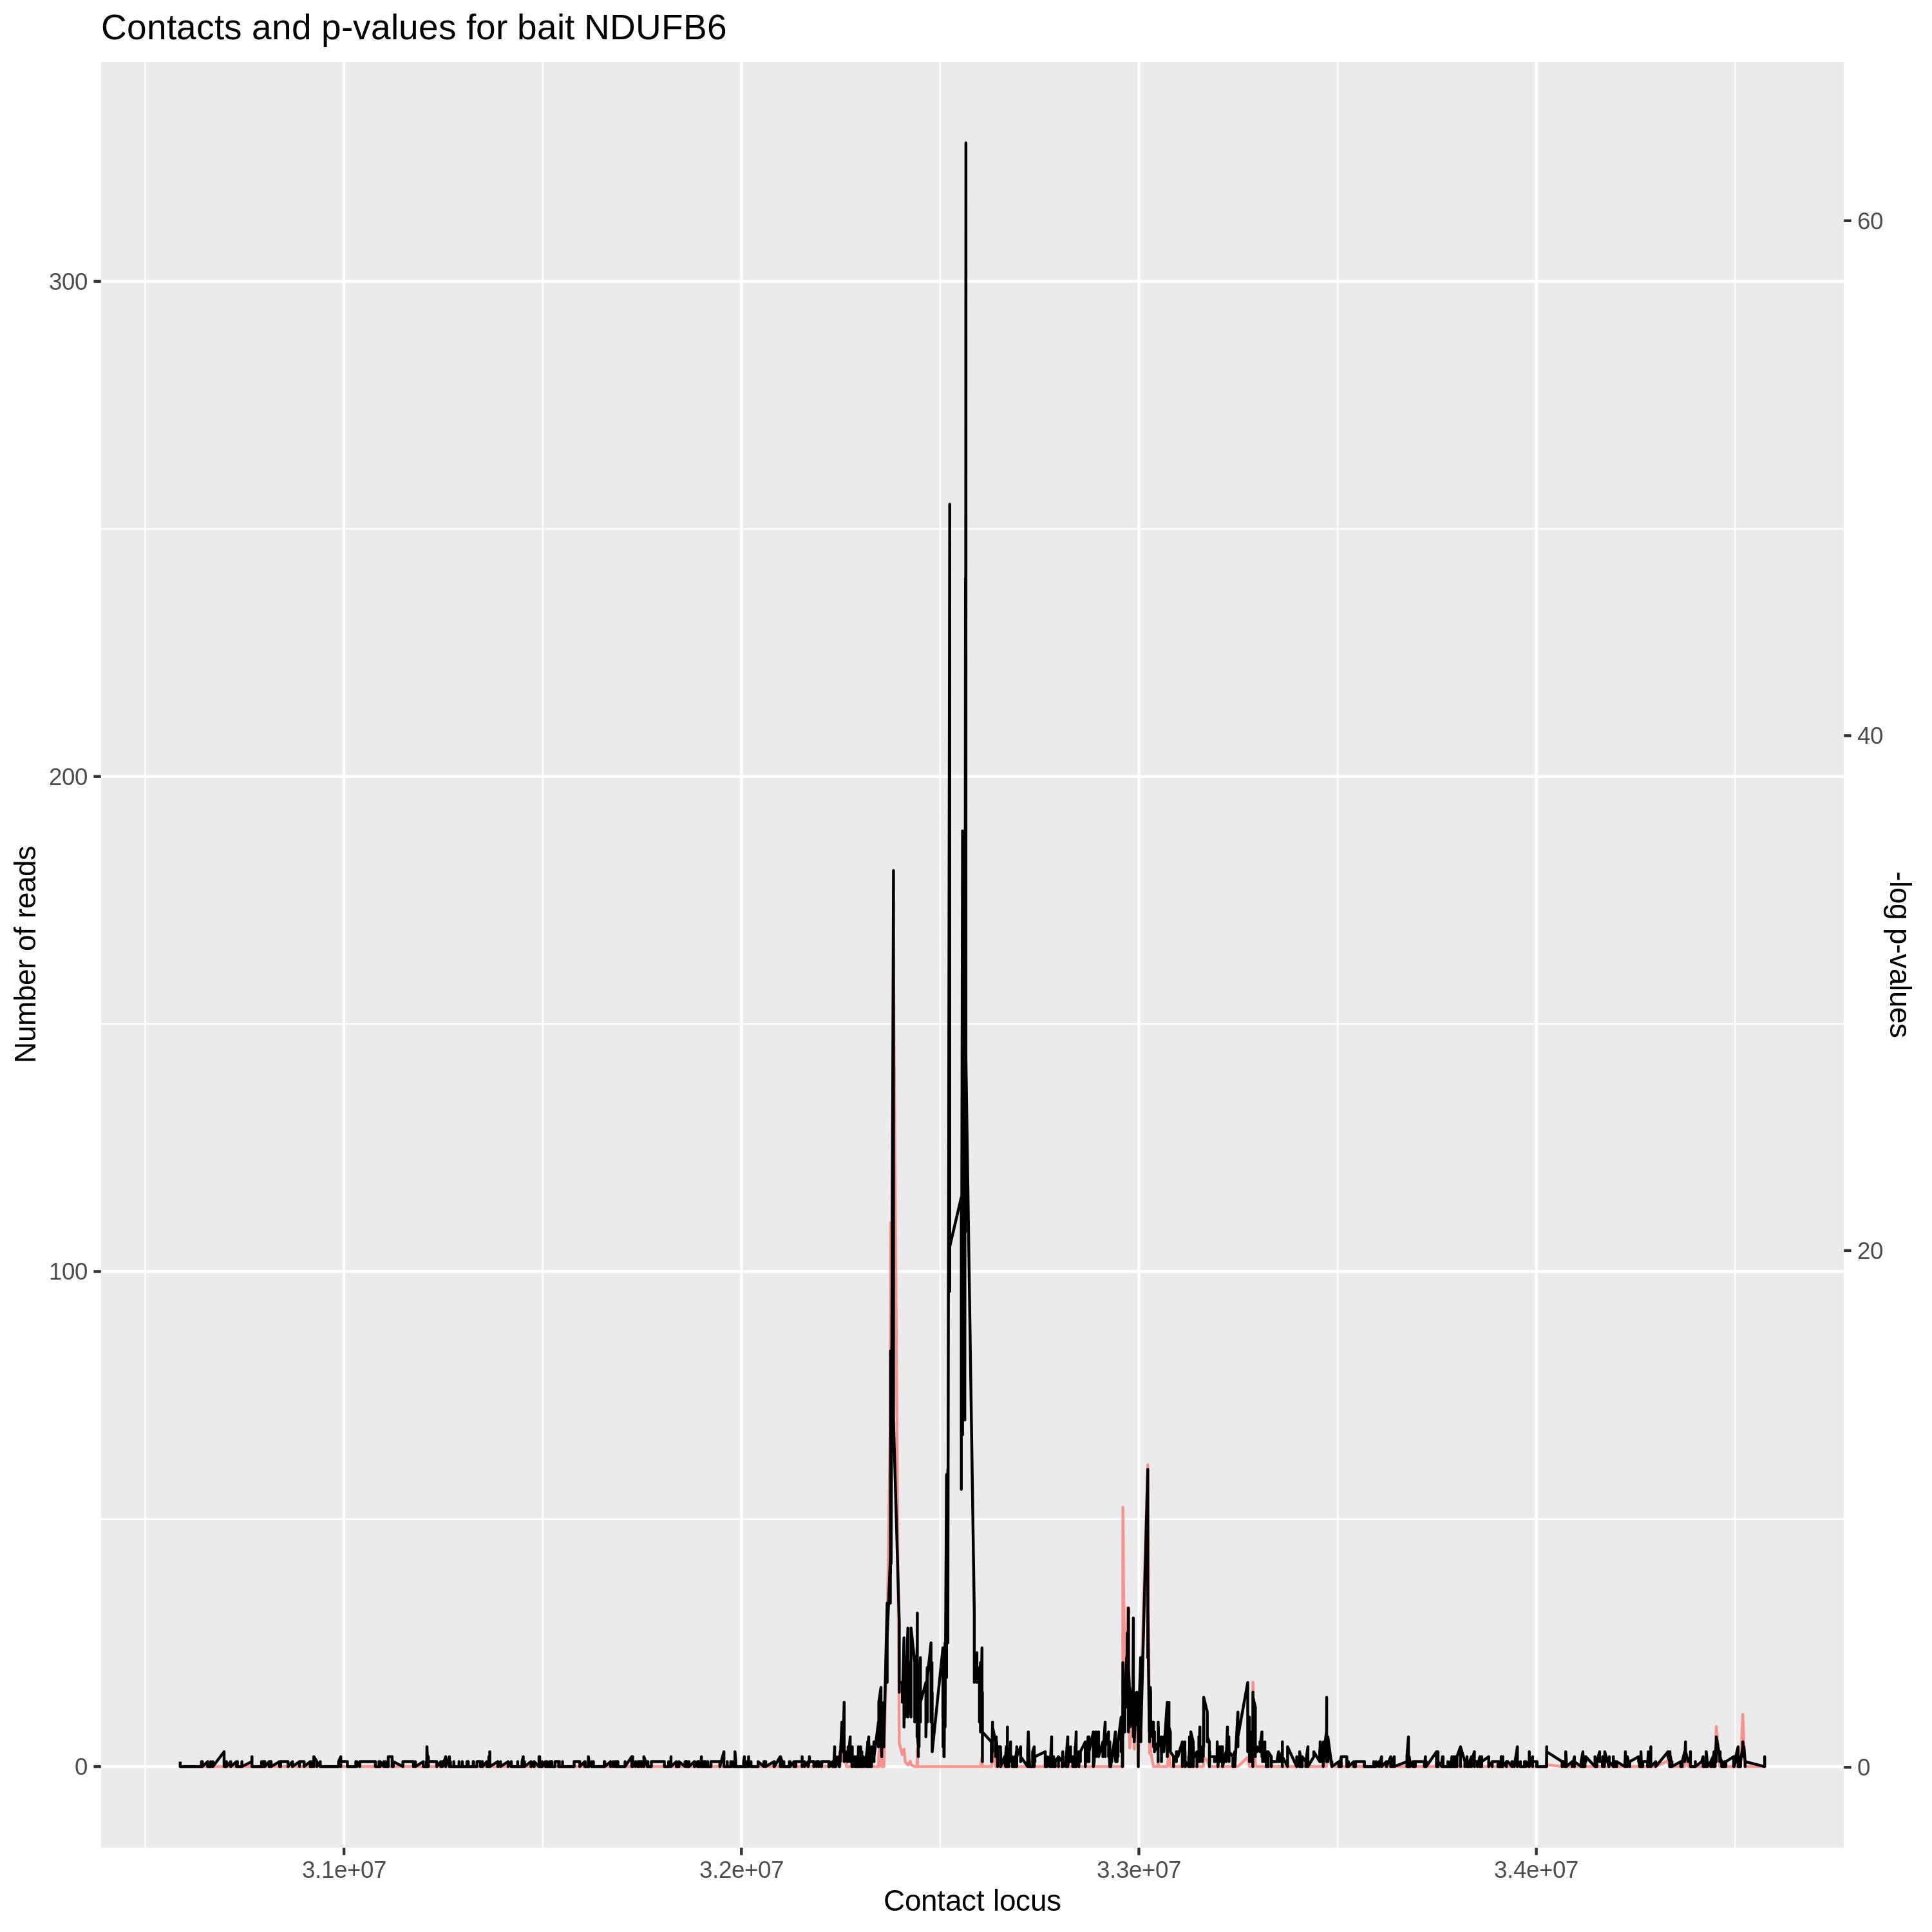 Contacts and p-values for bait NDUFB6
Number of reads
300
200
100
0
60
40
20
0
-log p-values
3.1e+07
3.2e+07
3.3e+07
3.4e+07
Contact locus